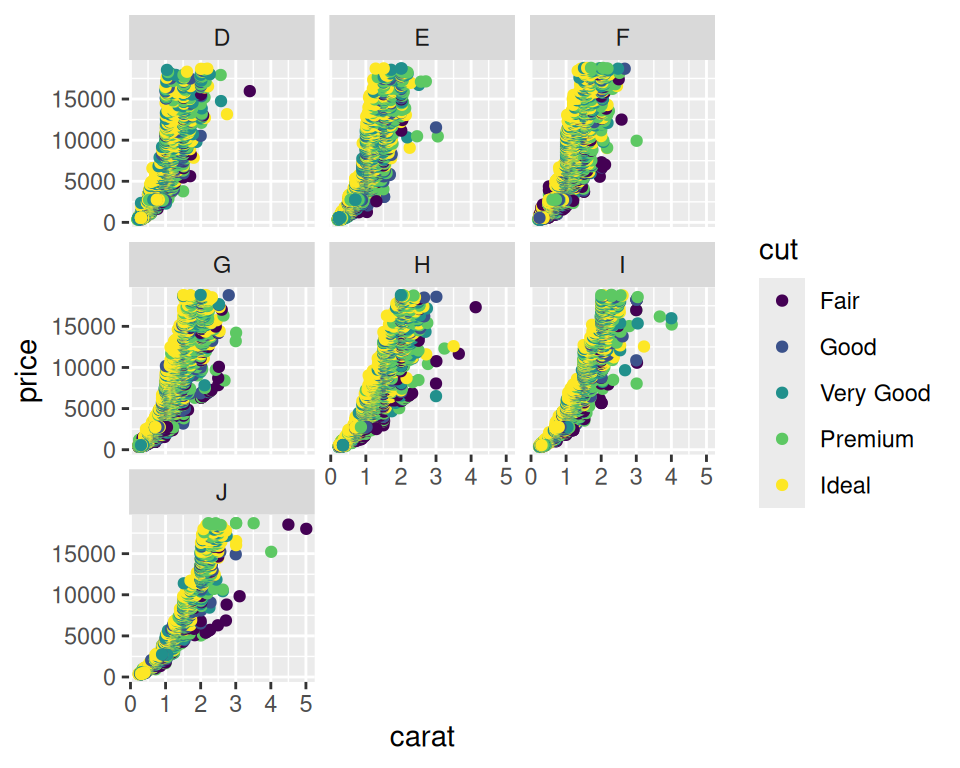 D E F
15000
10000
5000
0
cut
G H I
Fair
15000
Good
10000
Very Good
5000
Premium
0
0 1 2 3 4 5 0 1 2 3 4 5
Ideal
J
15000
10000
5000
0
0 1 2 3 4 5
price
carat